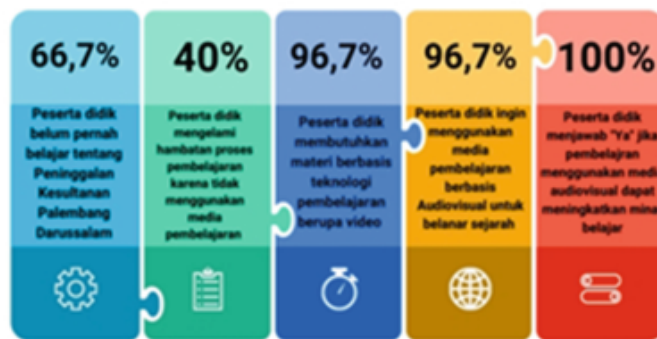 66,7%
Peserta didik
belum pernah
belajar tentang
Peninggalan
Kesultanan
Palembang
Darussalam
40%
Peserta didik
mengelami
hambatan proses
pembelajaran
karena tidak
menggunakan
media
pembelajaran
96,7%
Peserta didik
membutuhkan
materi berbasis
teknologi
pembelajaran
berupa video
96,7%
Peserta didik ingin
menggunakan
media
pembelajaran
berbasis
Audiovisual untuk
belanar sejarah
100%
Peserta didik
menjawab "Ya" jika
pembelajran
menggunakan medi
audiovisual dapat
meningkatkan mina
belajar